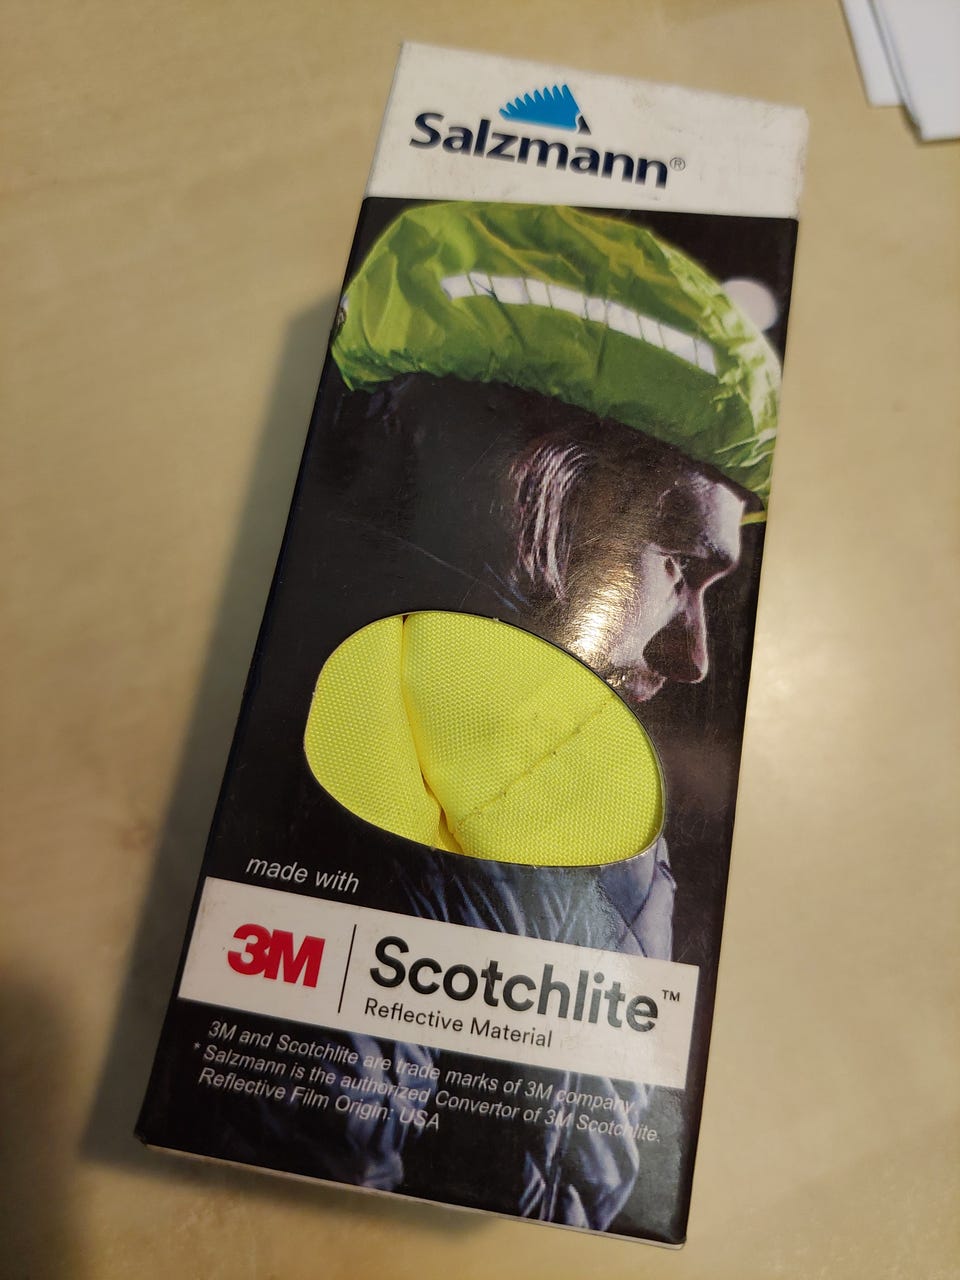 Salzmann®
made with
3M
Scotchlite™
Reflective Material
3M and Scotchlite are trade marks of 3M company
* Salzmann is the authorized Convertor of 3M Scotchlite.
Reflective Film Origin: USA